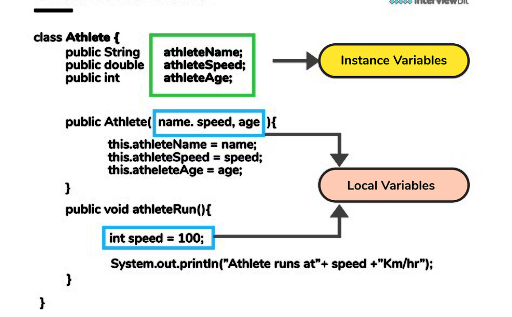 interviewbit
class Athlete {
public String athleteName;
public double athleteSpeed;
public int athleteAge;
Instance Variables
public Athlete( name. speed, age ){
this.athleteName = name;
this.athleteSpeed = speed;
this.atheleteAge = age;
}
Local Variables
public void athleteRun(){
int speed = 100;
System.out.println("Athlete runs at"+ speed +"Km/hr");
}
}